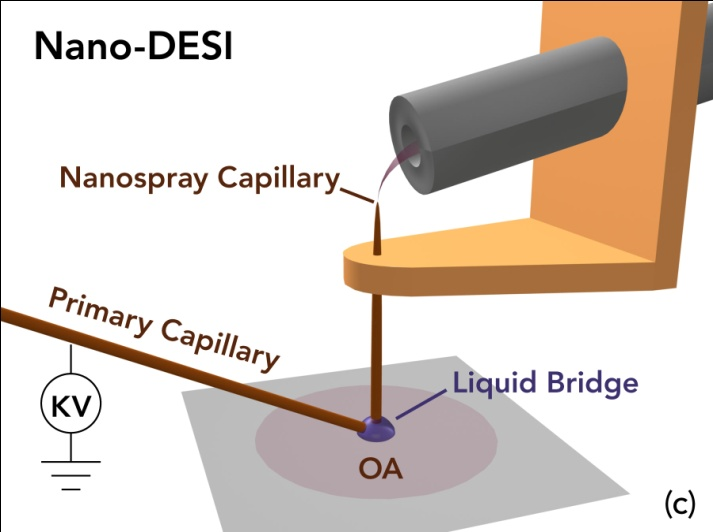 Nano-DESI
Nanospray Capillary
Primary Capillary
KV
Liquid Bridge
OA
(c)